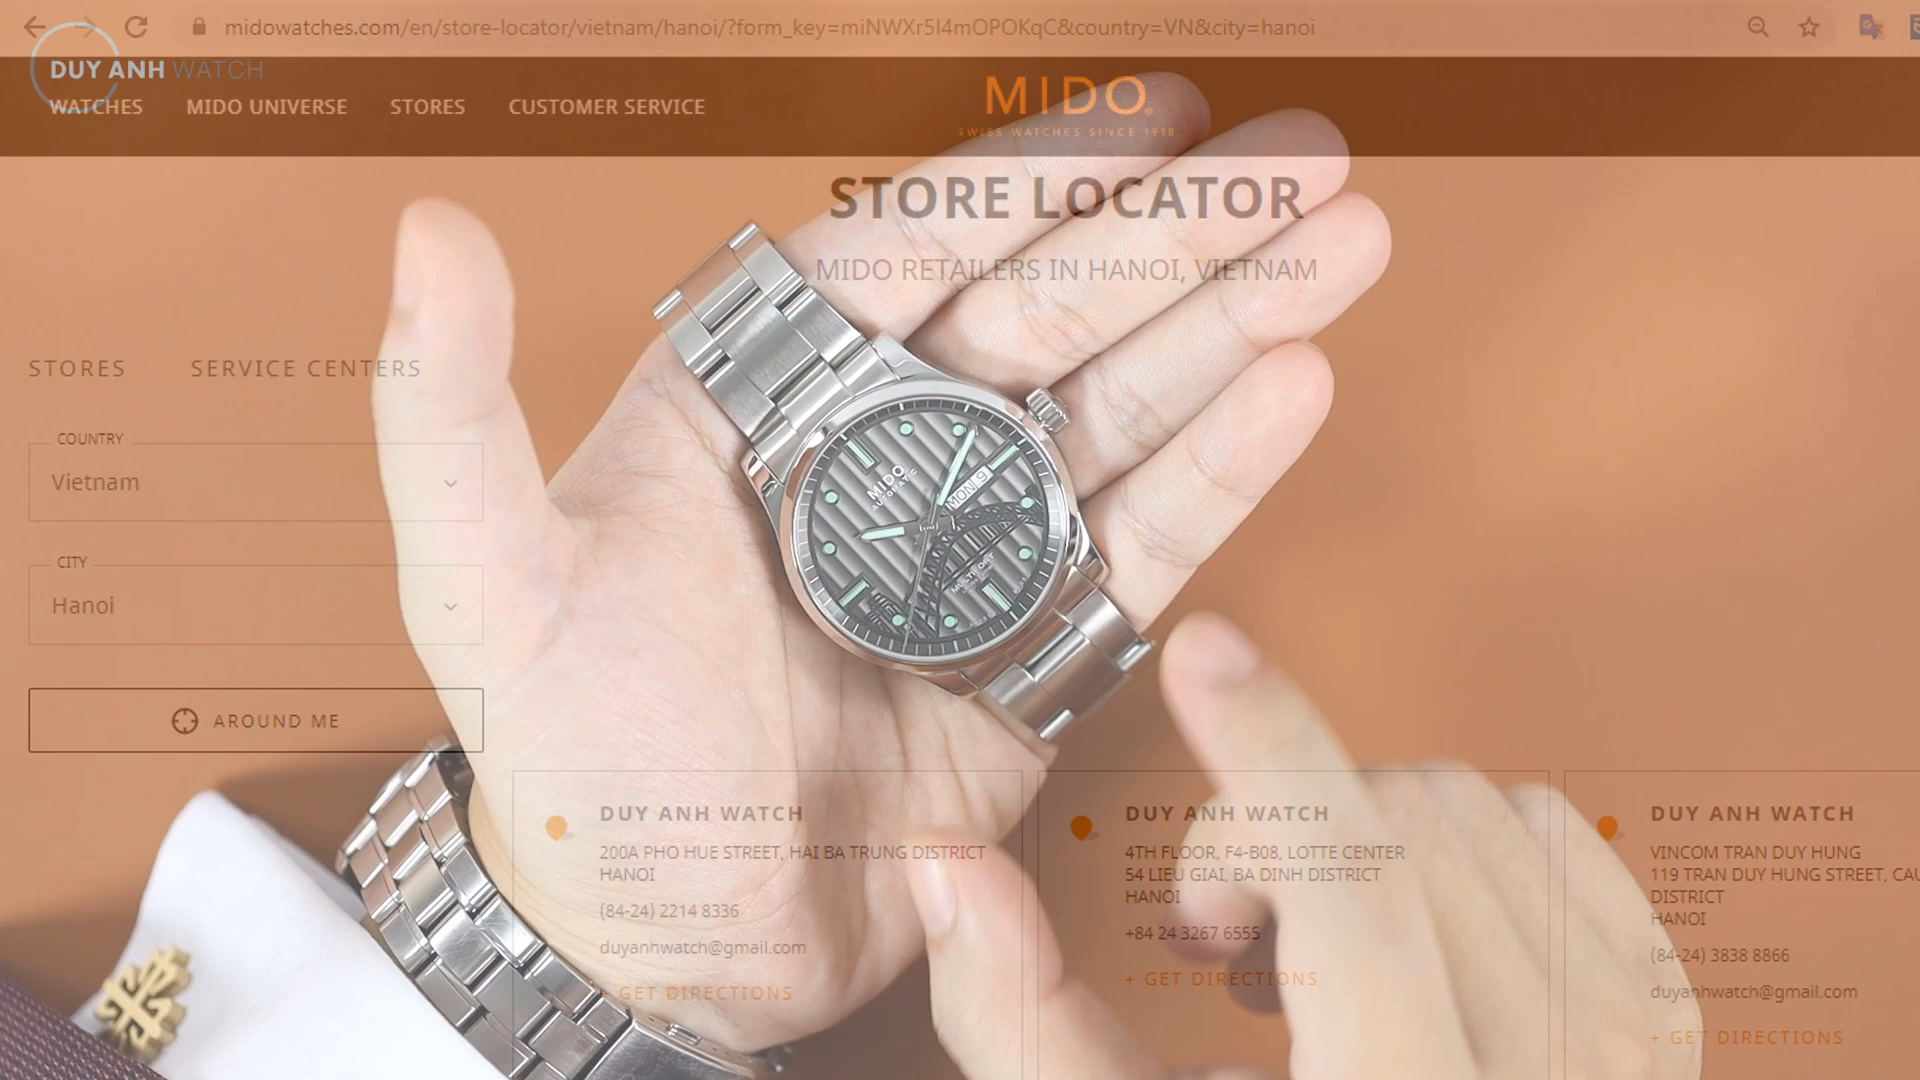 midowatches.com/en/store-locator/vietnam/hanoi/?form_key=miNWXr5I4mOPOKqC&country=VN&city=hanoi
DUY ANH WATCH
WATCHES
MIDO UNIVERSE
STORES
CUSTOMER SERVICE
MIDO
SWISS WATCHES SINCE 1918
STORE LOCATOR
MIDO RETAILERS IN HANOI, VIETNAM
STORES
SERVICE CENTERS
COUNTRY
Vietnam
CITY
Hanoi
AROUND ME
MIDO
AUTOMATIC
MON 9
MULTIFORT
DUY ANH WATCH
200A PHO HUE STREET, HAI BA TRUNG DISTRICT
HANOI
(84-24) 2214 8336
duyanhwatch@gmail.com
+ GET DIRECTIONS
DUY ANH WATCH
4TH FLOOR, F4-B08, LOTTE CENTER
54 LIEU GIAI, BA DINH DISTRICT
HANOI
+84 24 3267 6555
+ GET DIRECTIONS
DUY ANH WATCH
VINCOM TRAN DUY HUNG
119 TRAN DUY HUNG STREET, CAU
DISTRICT
HANOI
(84-24) 3838 8866
duyanhwatch@gmail.com
+ GET DIRECTIONS